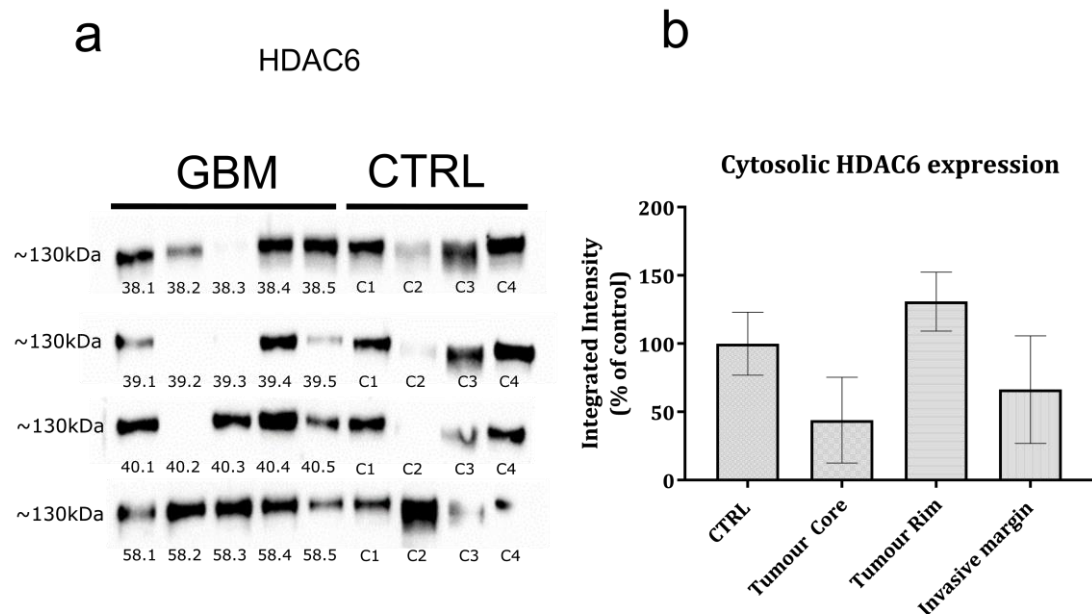 a
HDAC6
GBM CTRL
~130kDa
38.1 38.2 38.3 38.4 38.5 C1 C2 C3 C4
~130kDa
39.1 39.2 39.3 39.4 39.5 C1 C2 C3 C4
~130kDa
40.1 40.2 40.3 40.4 40.5 C1 C2 C3 C4
~130kDa
58.1 58.2 58.3 58.4 58.5 C1 C2 C3 C4
b
Cytosolic HDAC6 expression
Integrated Intensity
(% of control)
200
150
100
50
0
CTRL
Tumour Core
Tumour Rim
Invasive margin